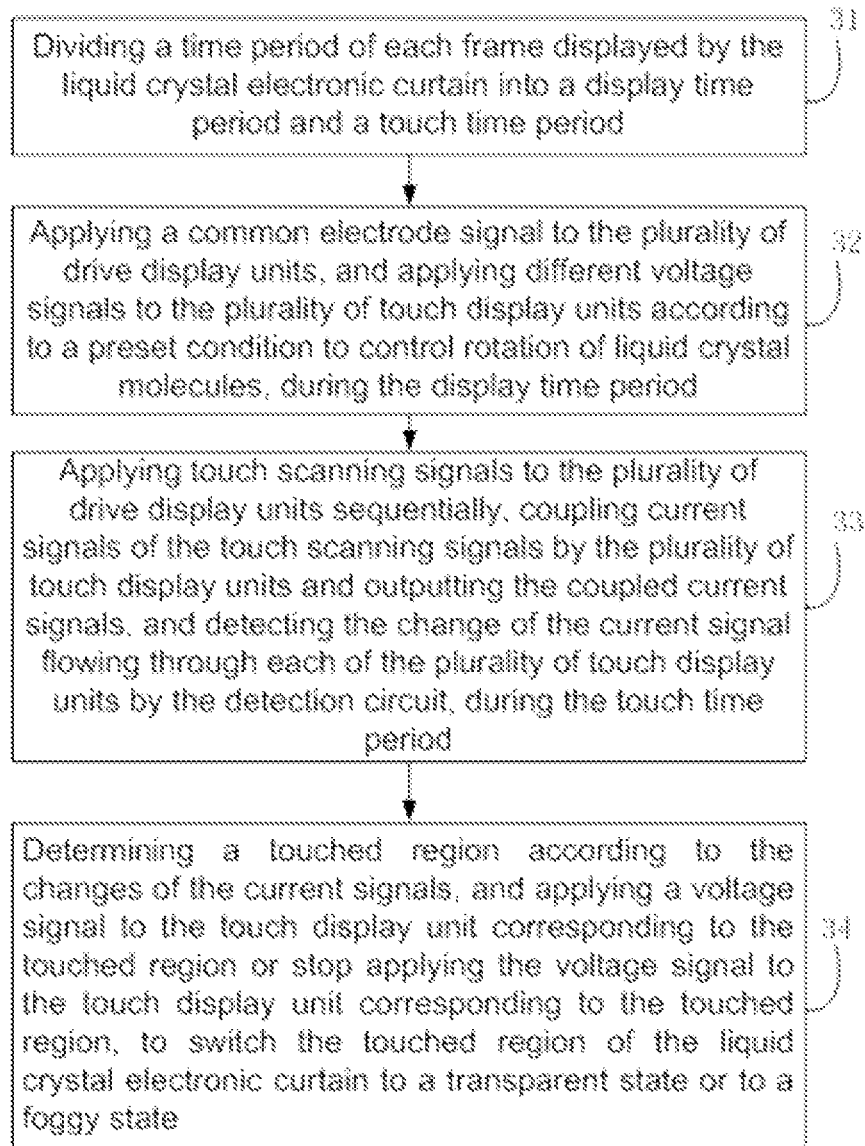 31
Dividing a time period of each frame displayed by the
liquid crystal electronic curtain into a display time
period and a touch time period
Applying a common electrode signal to the plurality of
drive display units, and applying different voltage
signals to the plurality of touch display units according
to a preset condition to control rotation of liquid crystal
molecules, during the display time period
32
Applying touch scanning signals to the plurality of
drive display units sequentially, coupling current
signals of the touch scanning signals by the plurality of
touch display units and outputting the coupled current
signals, and detecting the change of the current signal
flowing through each of the plurality of touch display
units by the detection circuit, during the touch time
period
33
Determining a touched region according to the
changes of the current signals, and applying a voltage
signal to the touch display unit corresponding to the
touched region or stop applying the voltage signal to
the touch display unit corresponding to the touched
region, to switch the touched region of the liquid
crystal electronic curtain to a transparent state or to a
foggy state
34